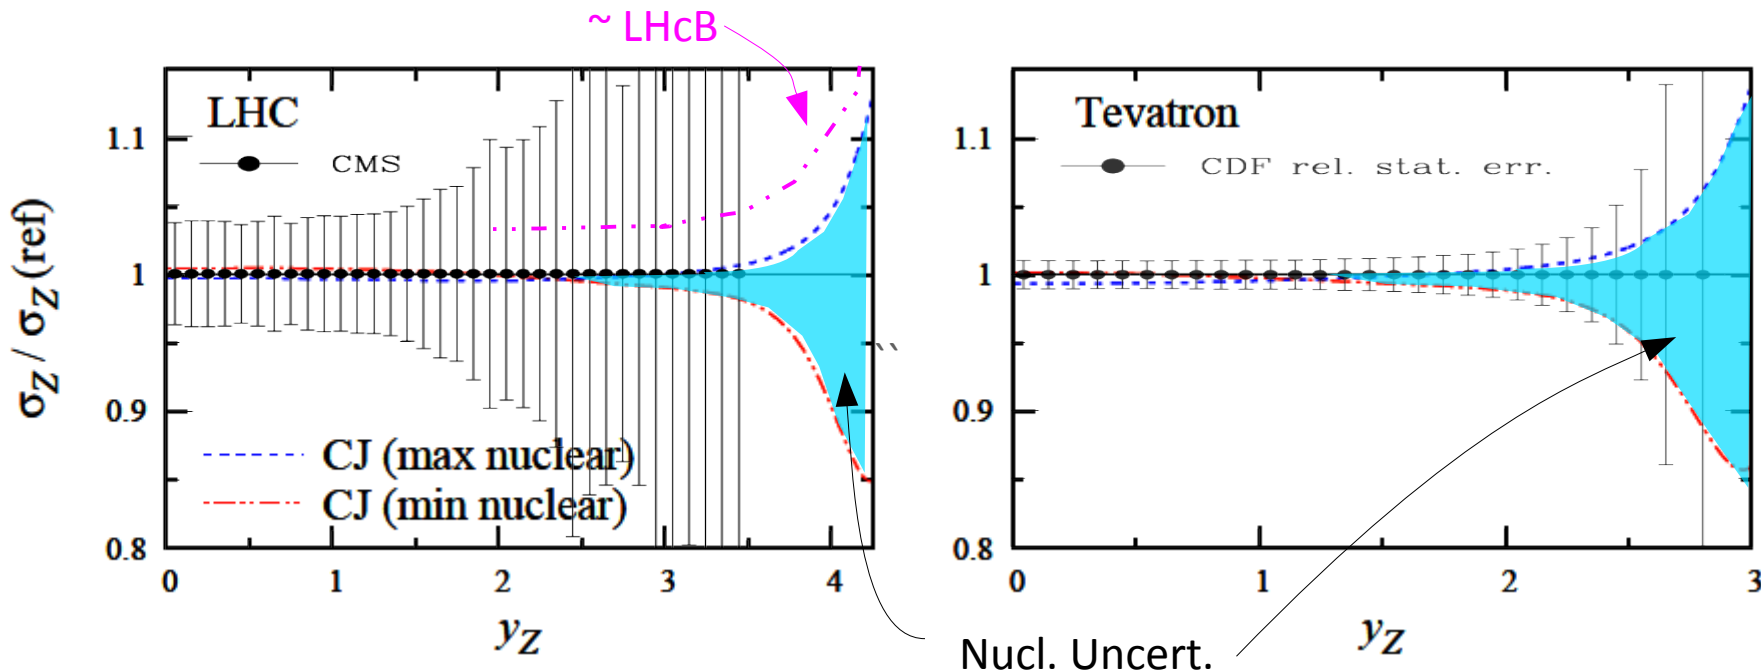 ~ LHcB
LHC
CMS
1.1
1
0.9
0.8
σZ / σZ (ref)
CJ (max nuclear)
CJ (min nuclear)
0 1 2 3 4
yZ
``
Tevatron
CDF rel. stat. err.
1.1
1
0.9
0.8
0 1 2 3
yZ
Nucl. Uncert.